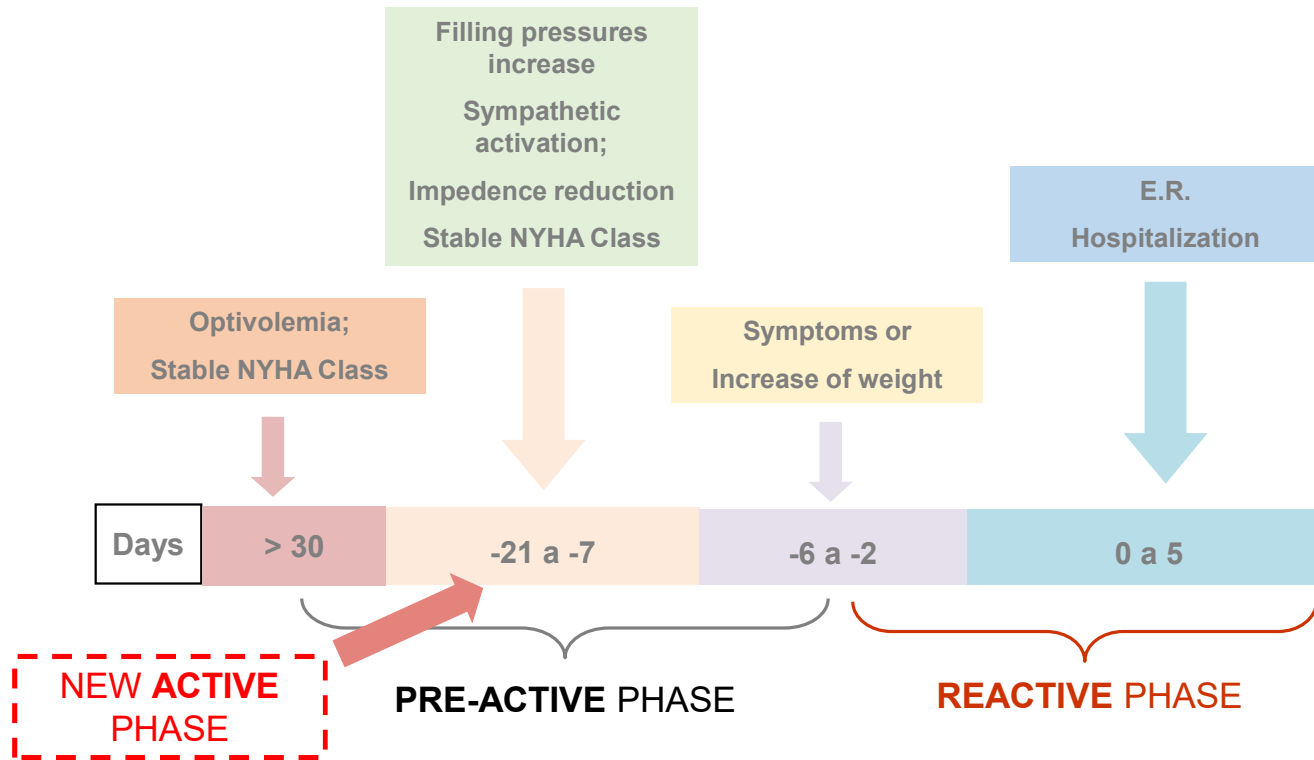 Filling pressures
increase
Sympathetic
activation;
Impedence reduction
Stable NYHA Class
E.R.
Hospitalization
Optivolemia;
Stable NYHA Class
Symptoms or
Increase of weight
Days
> 30
-21 a -7
-6 a -2
0 a 5
NEW ACTIVE
PHASE
PRE-ACTIVE PHASE
REACTIVE PHASE